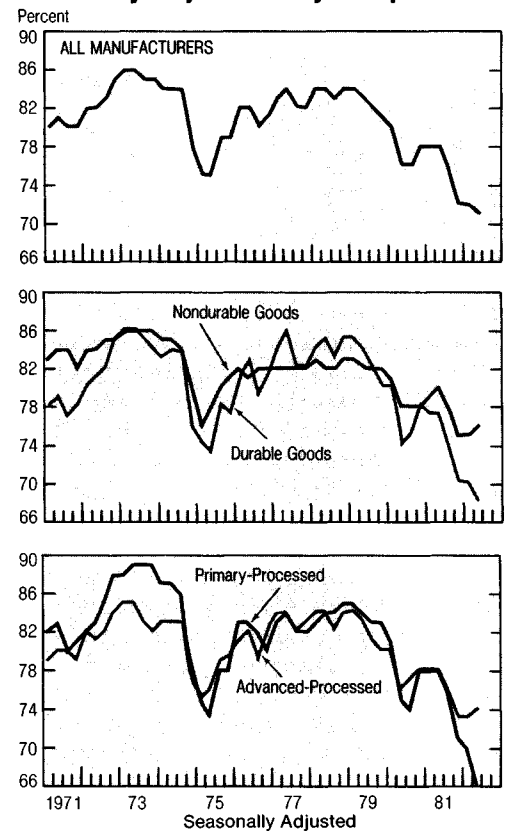 Percent
90
ALL MANUFACTURERS
86
82
78
74
70
66
90
Nondurable Goods
86
82
78
Durable Goods
74
70
66
90
Primary-Processed
86
82
78
Advanced-Processed
74
70
66
1971 73 75 77 79 81
Seasonally Adjusted